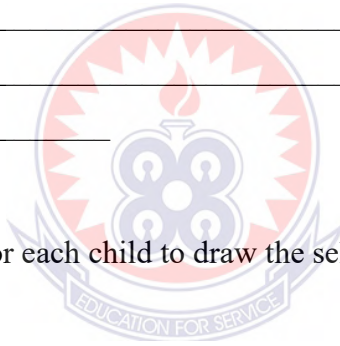 or each child to draw the se
EDUCATION FOR SERVICE